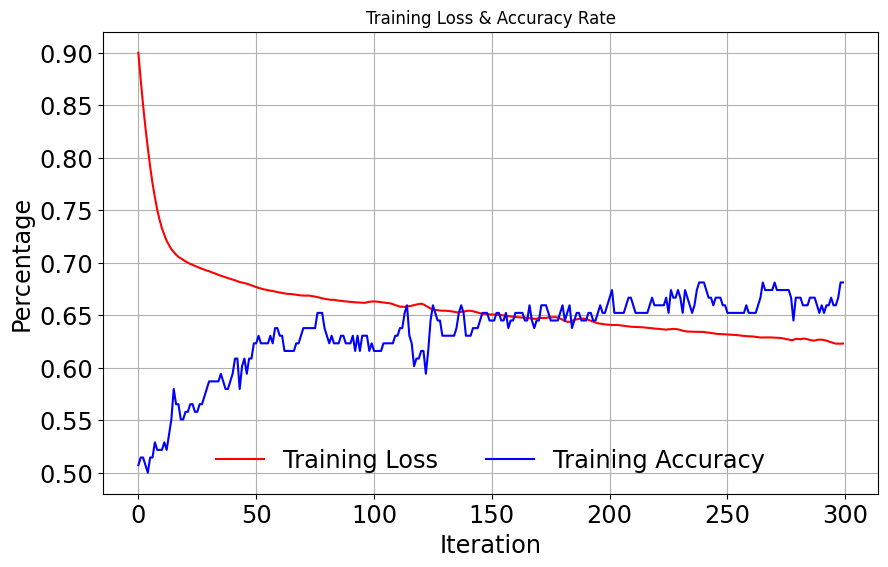 Training Loss & Accuracy Rate
Percentage
0.90
0.85
0.80
0.75
0.70
0.65
0.60
0.55
0.50
Training Loss Training Accuracy
0 50 100 150 200 250 300
Iteration